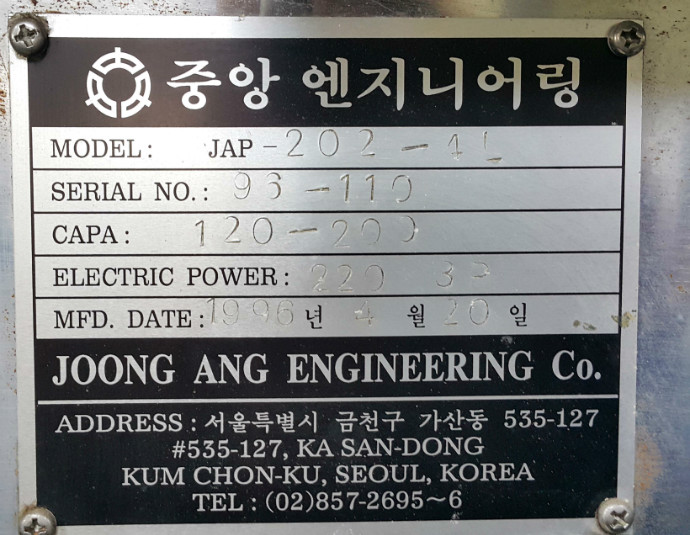 중앙 엔지니어링
MODEL: JAP-202-4L
SERIAL NO.: 96-110
CAPA: 120-200
ELECTRIC POWER: 220 3P
MFD. DATE: 1996년 4월 20일
JOONG ANG ENGINEERING Co.
ADDRESS : 서울특별시 금천구 가산동 535-127
#535-127, KA SAN-DONG
KUM CHON-KU, SEOUL, KOREA
TEL : (02)857-2695~6